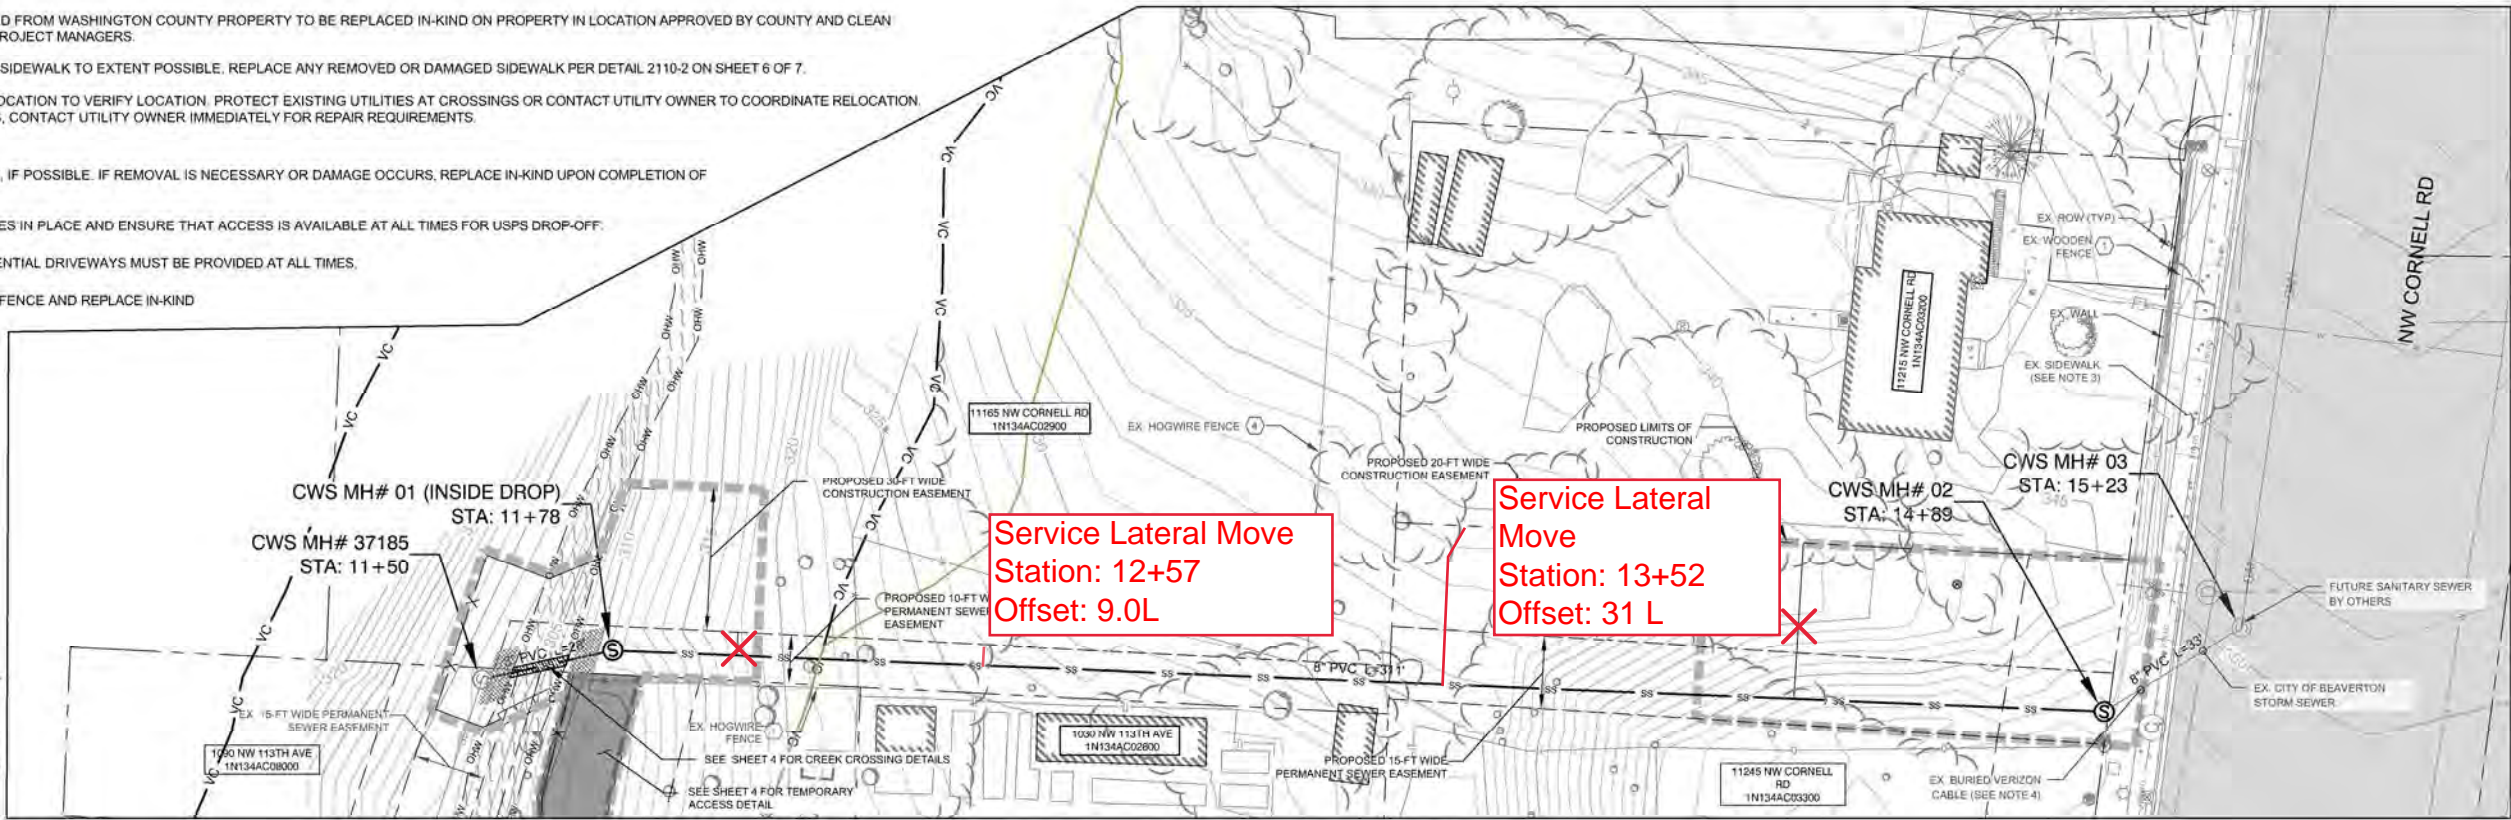 D FROM WASHINGTON COUNTY PROPERTY TO BE REPLACED IN-KIND ON PROPERTY IN LOCATION APPROVED BY COUNTY AND CLEAN
ROJECT MANAGERS.
SIDEWALK TO EXTENT POSSIBLE. REPLACE ANY REMOVED OR DAMAGED SIDEWALK PER DETAIL 2110-2 ON SHEET 6 OF 7.
OCATION TO VERIFY LOCATION. PROTECT EXISTING UTILITIES AT CROSSINGS OR CONTACT UTILITY OWNER TO COORDINATE RELOCATION.
, CONTACT UTILITY OWNER IMMEDIATELY FOR REPAIR REQUIREMENTS.
, IF POSSIBLE. IF REMOVAL IS NECESSARY OR DAMAGE OCCURS, REPLACE IN-KIND UPON COMPLETION OF
ES IN PLACE AND ENSURE THAT ACCESS IS AVAILABLE AT ALL TIMES FOR USPS DROP-OFF.
ENTIAL DRIVEWAYS MUST BE PROVIDED AT ALL TIMES.
FENCE AND REPLACE IN-KIND
NW CORNELL RD
EX. ROW (TYP)
EX. WOODEN
FENCE 1
EX. WALL
EX. SIDEWALK
(SEE NOTE 3)
11215 NW CORNELL RD
1N134AC03200
11165 NW CORNELL RD
1N134AC02900
EX. HOGWIRE FENCE 4
PROPOSED LIMITS OF
CONSTRUCTION
PROPOSED 20-FT WIDE
CONSTRUCTION EASEMENT
PROPOSED 30-FT WIDE
CONSTRUCTION EASEMENT
CWS MH# 01 (INSIDE DROP)
STA: 11+78
CWS MH# 37185
STA: 11+50
CWS MH# 02
STA: 14+89
CWS MH# 03
STA: 15+23
Service Lateral Move
Station: 12+57
Offset: 9.0L
Service Lateral
Move
Station: 13+52
Offset: 31 L
PROPOSED 10-FT W
PERMANENT SEWER
EASEMENT
FUTURE SANITARY SEWER
BY OTHERS
8" PVC L=311'
8" PVC L=33'
EX. CITY OF BEAVERTON
STORM SEWER
EX. 15-FT WIDE PERMANENT
SEWER EASEMENT
1090 NW 113TH AVE
1N134AC08000
EX. HOGWIRE
FENCE
SEE SHEET 4 FOR CREEK CROSSING DETAILS
SEE SHEET 4 FOR TEMPORARY
ACCESS DETAIL
1030 NW 113TH AVE
1N134AC02800
PROPOSED 15-FT WIDE
PERMANENT SEWER EASEMENT
11245 NW CORNELL
RD
1N134AC03300
EX. BURIED VERIZON
CABLE (SEE NOTE 4)